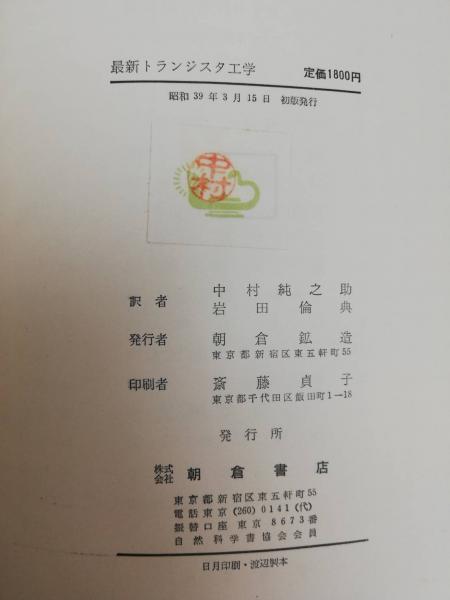 最新トランジスタ工学 定価1800円
昭和39年3月15日 初版発行
中村
訳者 中村純之助
岩田倫典
発行者 朝倉鉱造
東京都新宿区東五軒町55
印刷者 斎藤貞子
東京都千代田区飯田町1—18
発行所
株式会社 朝倉書店
東京都新宿区東五軒町55
電話東京(260)0141(代)
振替口座 東京 8673番
自然科学書協会会員
日月印刷・渡辺製本